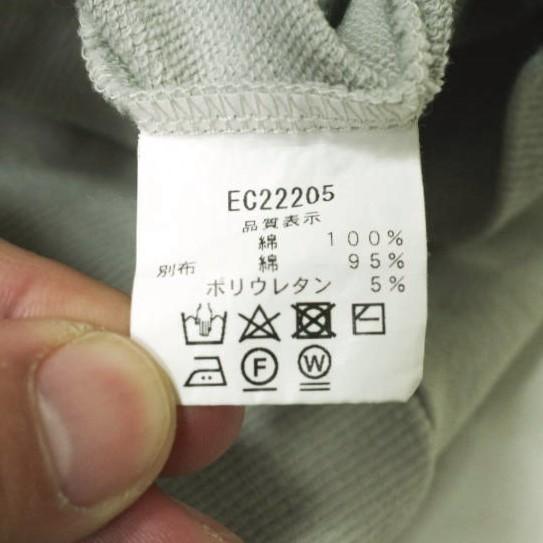 EC22205
品質表示
綿 100%
別布 綿 95%
ポリウレタン 5%
F W